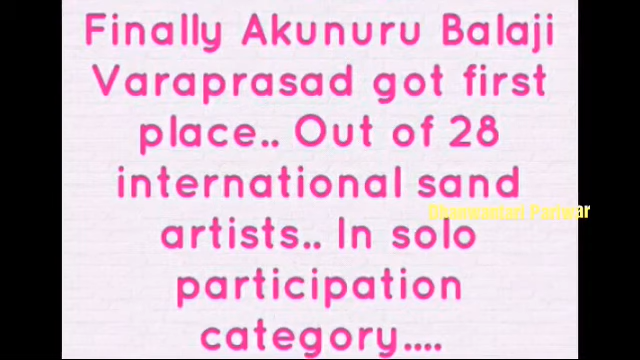 Finally Akunuru Balaji
Varaprasad got first
place.. Out of 28
international sand
Dhanwantari Pariwar
artists.. In solo
participation
category....